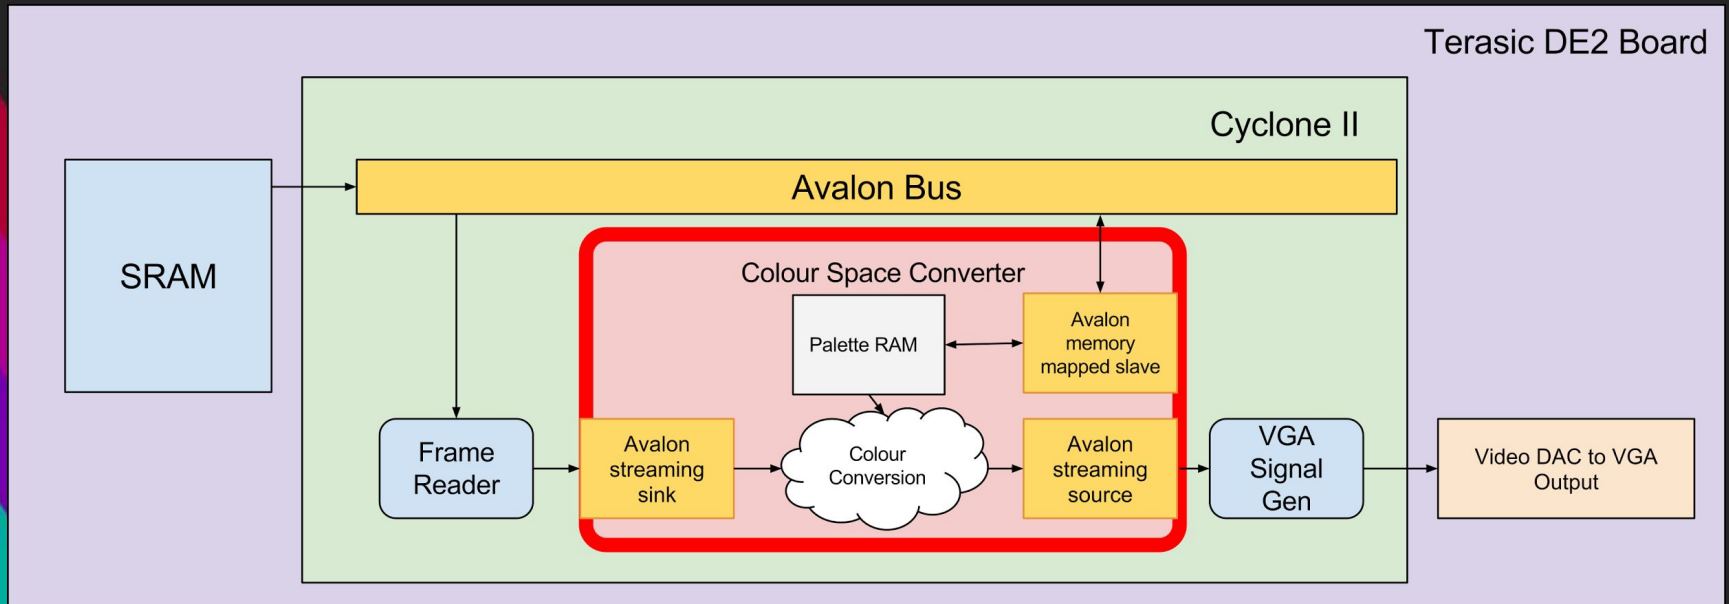 Terasic DE2 Board
Cyclone II
Avalon Bus
SRAM
Colour Space Converter
Palette RAM
Avalon
memory
mapped slave
Frame
Reader
Avalon
streaming
sink
Colour
Conversion
Avalon
streaming
source
VGA
Signal
Gen
Video DAC to VGA
Output